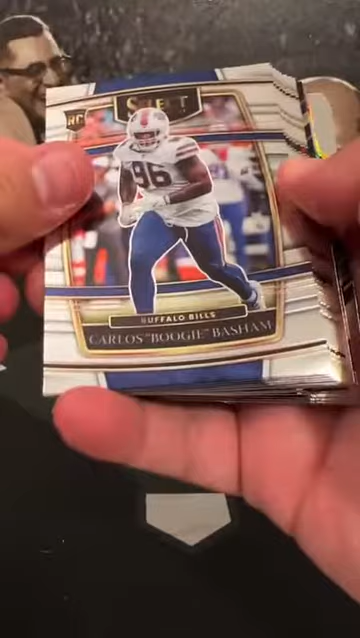 RC
SELECT
96
BUFFALO BILLS
CARLOS "BOOGIE" BASHAM